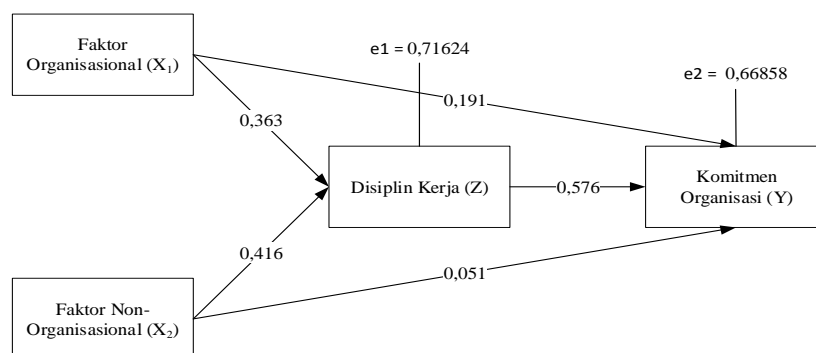 Faktor
Organisasional (X₁)
e1 = 0,71624
e2 = 0,66858
0,191
0,363
Disiplin Kerja (Z)
0,576
Komitmen
Organisasi (Y)
0,416
0,051
Faktor Non-
Organisasional (X₂)